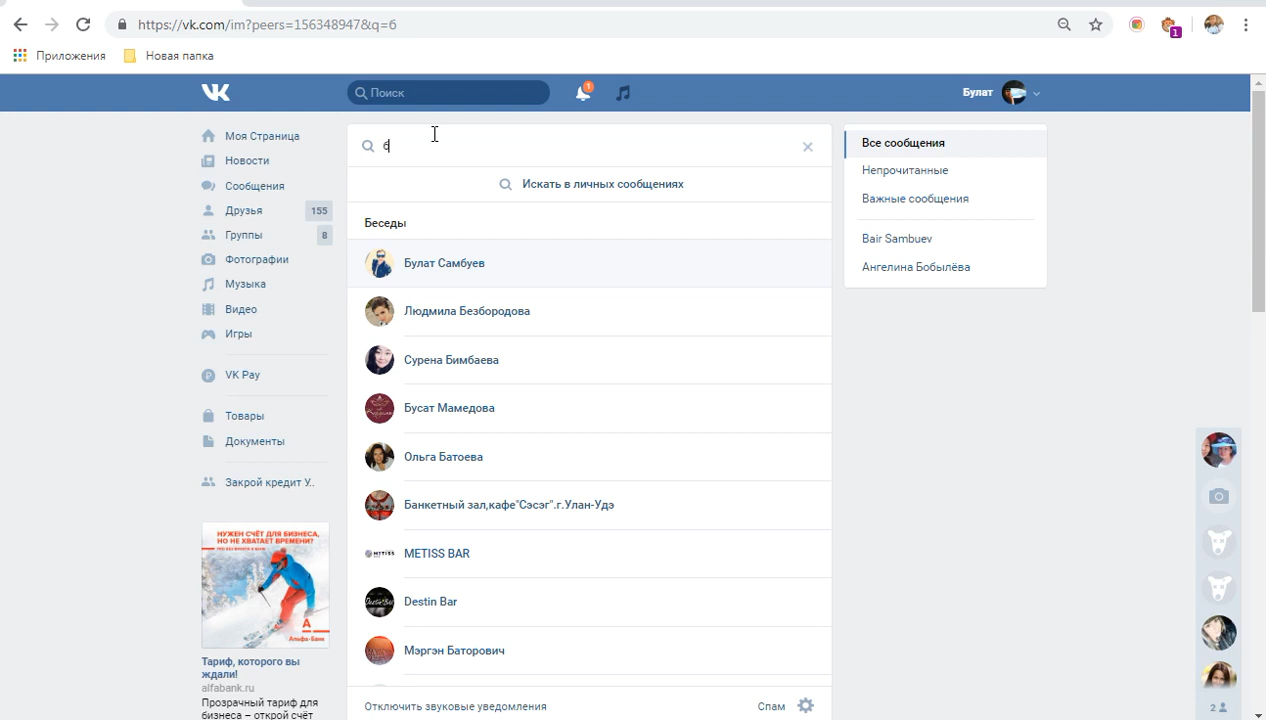 https://vk.com/im?peers=156348947&q=6
1
Приложения
Новая папка
Поиск
1
Булат
Моя Страница
Новости
Сообщения
Друзья 155
Группы 8
Фотографии
Музыка
Видео
Игры
VK Pay
Товары
Документы
Закрой кредит У..
НУЖЕН СЧЁТ ДЛЯ БИЗНЕСА,
НО НЕ ХВАТАЕТ ВРЕМЕНИ?
А
Альфа·Банк
Тариф, которого вы
ждали!
alfabank.ru
Прозрачный тариф для
бизнеса – открой счёт
б
Искать в личных сообщениях
Беседы
Булат Самбуев
Людмила Безбородова
Сурена Бимбаева
Бусат Мамедова
Ольга Батоева
Банкетный зал,кафе"Сэсэг".г.Улан-Удэ
METISS BAR
Destin Bar
Мэргэн Баторович
Отключить звуковые уведомления
Спам
Все сообщения
Непрочитанные
Важные сообщения
Bair Sambuev
Ангелина Бобылёва
2